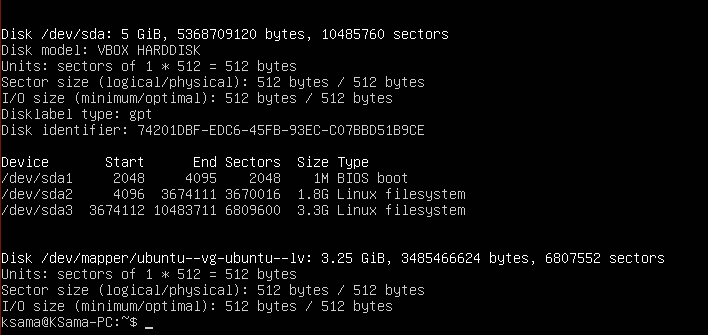 Disk /dev/sda: 5 GiB, 5368709120 bytes, 10485760 sectors
Disk model: VBOX HARDDISK
Units: sectors of 1 * 512 = 512 bytes
Sector size (logical/physical): 512 bytes / 512 bytes
I/O size (minimum/optimal): 512 bytes / 512 bytes
Disklabel type: gpt
Disk identifier: 74201DBF-EDC6-45FB-93EC-C07BBD51B9CE
Device       Start      End Sectors  Size Type
/dev/sda1     2048     4095    2048    1M BIOS boot
/dev/sda2     4096  3674111 3670016  1.8G Linux filesystem
/dev/sda3  3674112 10483711 6809600  3.3G Linux filesystem
Disk /dev/mapper/ubuntu--vg-ubuntu--lv: 3.25 GiB, 3485466624 bytes, 6807552 sectors
Units: sectors of 1 * 512 = 512 bytes
Sector size (logical/physical): 512 bytes / 512 bytes
I/O size (minimum/optimal): 512 bytes / 512 bytes
ksama@KSama-PC:~$ _